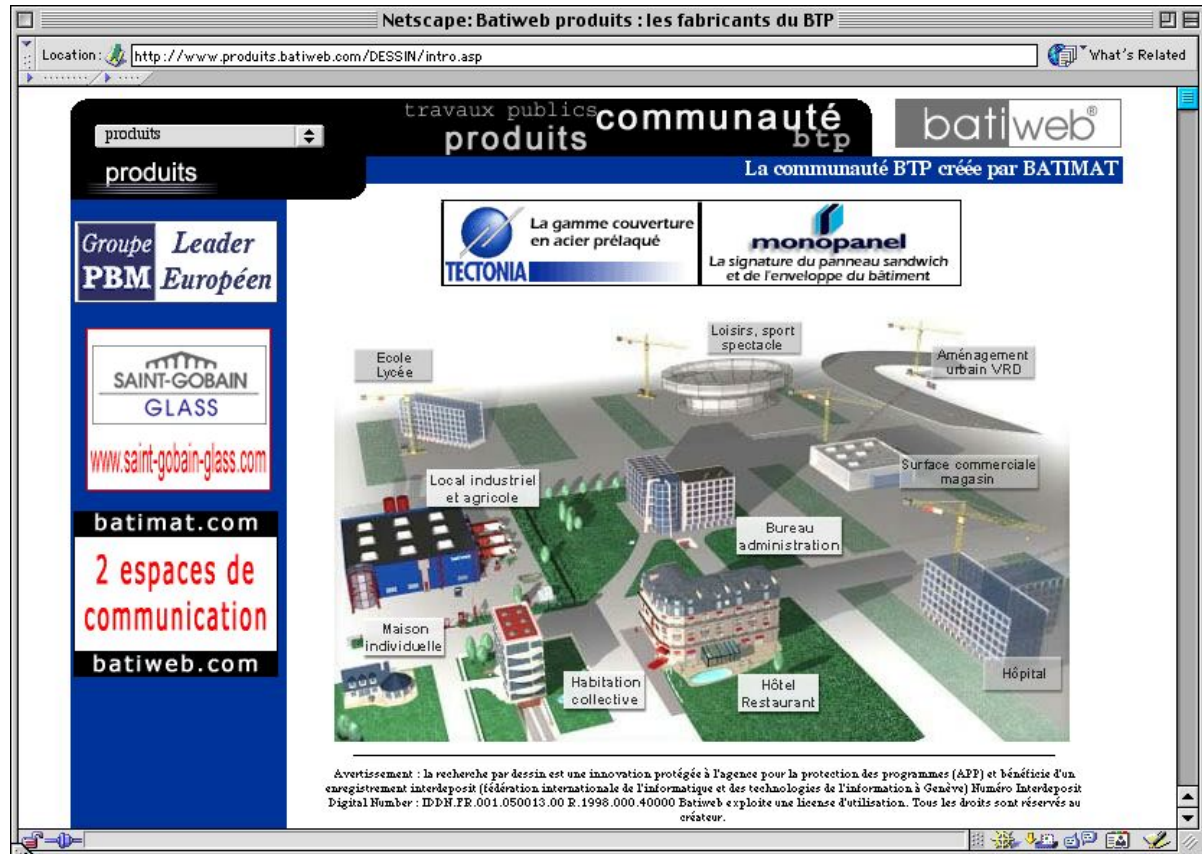 Netscape: Batiweb produits : les fabricants du BTP
Location: http://www.produits.batiweb.com/DESSIN/intro.asp
What's Related
produits
travaux publics
communauté
produits
btp
batiweb®
produits
La communauté BTP créée par BATIMAT
Groupe PBM
Leader Européen
La gamme couverture
en acier prélaqué
TECTONIA
monopanel
La signature du panneau sandwich
et de l'enveloppe du bâtiment
SAINT-GOBAIN
GLASS
www.saint-gobain-glass.com
batimat.com
2 espaces de
communication
batiweb.com
Loisirs, sport
spectacle
Ecole
Lycée
Aménagement
urbain VRD
Local industriel
et agricole
Surface commerciale
magasin
Bureau
administration
Maison
individuelle
Habitation
collective
Hôtel
Restaurant
Hôpital
Avertissement : la recherche par dessin est une innovation protégée à l'agence pour la protection des programmes (APP) et bénéficie d'un
enregistrement interdeposit (fédération internationale de l'informatique et des technologies de l'information à Genève) Numéro Interdeposit
Digital Number : IDDN.FR.001.050013.00 R.1998.000.40000 Batiweb exploite une license d'utilisation. Tous les droits sont réservés au
créateur.